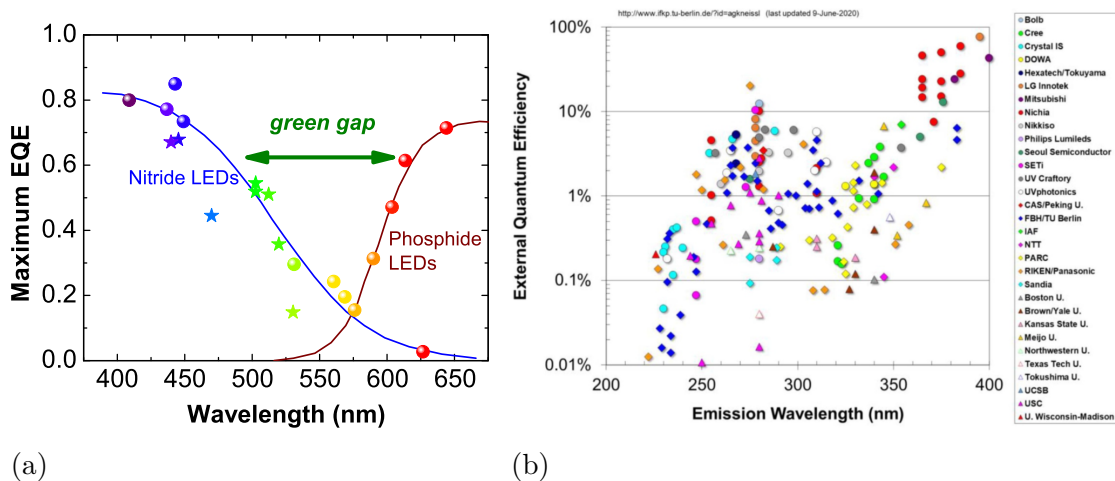 1.0
0.8
0.6
0.4
0.2
0.0
Maximum EQE
green gap
Nitride LEDs
Phosphide
LEDs
400 450 500 550 600 650
Wavelength (nm)
(a)
http://www.ifkp.tu-berlin.de/?id=agkneissl (last updated 9-June-2020)
100%
10%
1%
0.1%
0.01%
External Quantum Efficiency
200 250 300 350 400
Emission Wavelength (nm)
Bolb
Cree
Crystal IS
DOWA
Hexatech/Tokuyama
LG Innotek
Mitsubishi
Nichia
Nikkiso
Philips Lumileds
Seoul Semiconductor
SETi
UV Craftory
UVphotonics
CAS/Peking U.
FBH/TU Berlin
IAF
NTT
PARC
RIKEN/Panasonic
Sandia
Boston U.
Brown/Yale U.
Kansas State U.
Meijo U.
Northwestern U.
Texas Tech U.
Tokushima U.
UCSB
USC
U. Wisconsin-Madison
(b)